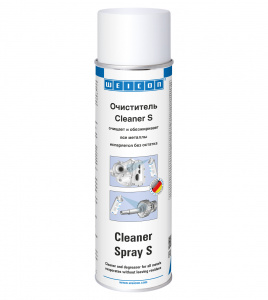 WEICON
Очиститель
Cleaner S
очищает и обезжиривает
все металлы
испаряется без остатка
Cleaner
Spray S
Cleaner and degreaser for all metals
evaporates without leaving residues